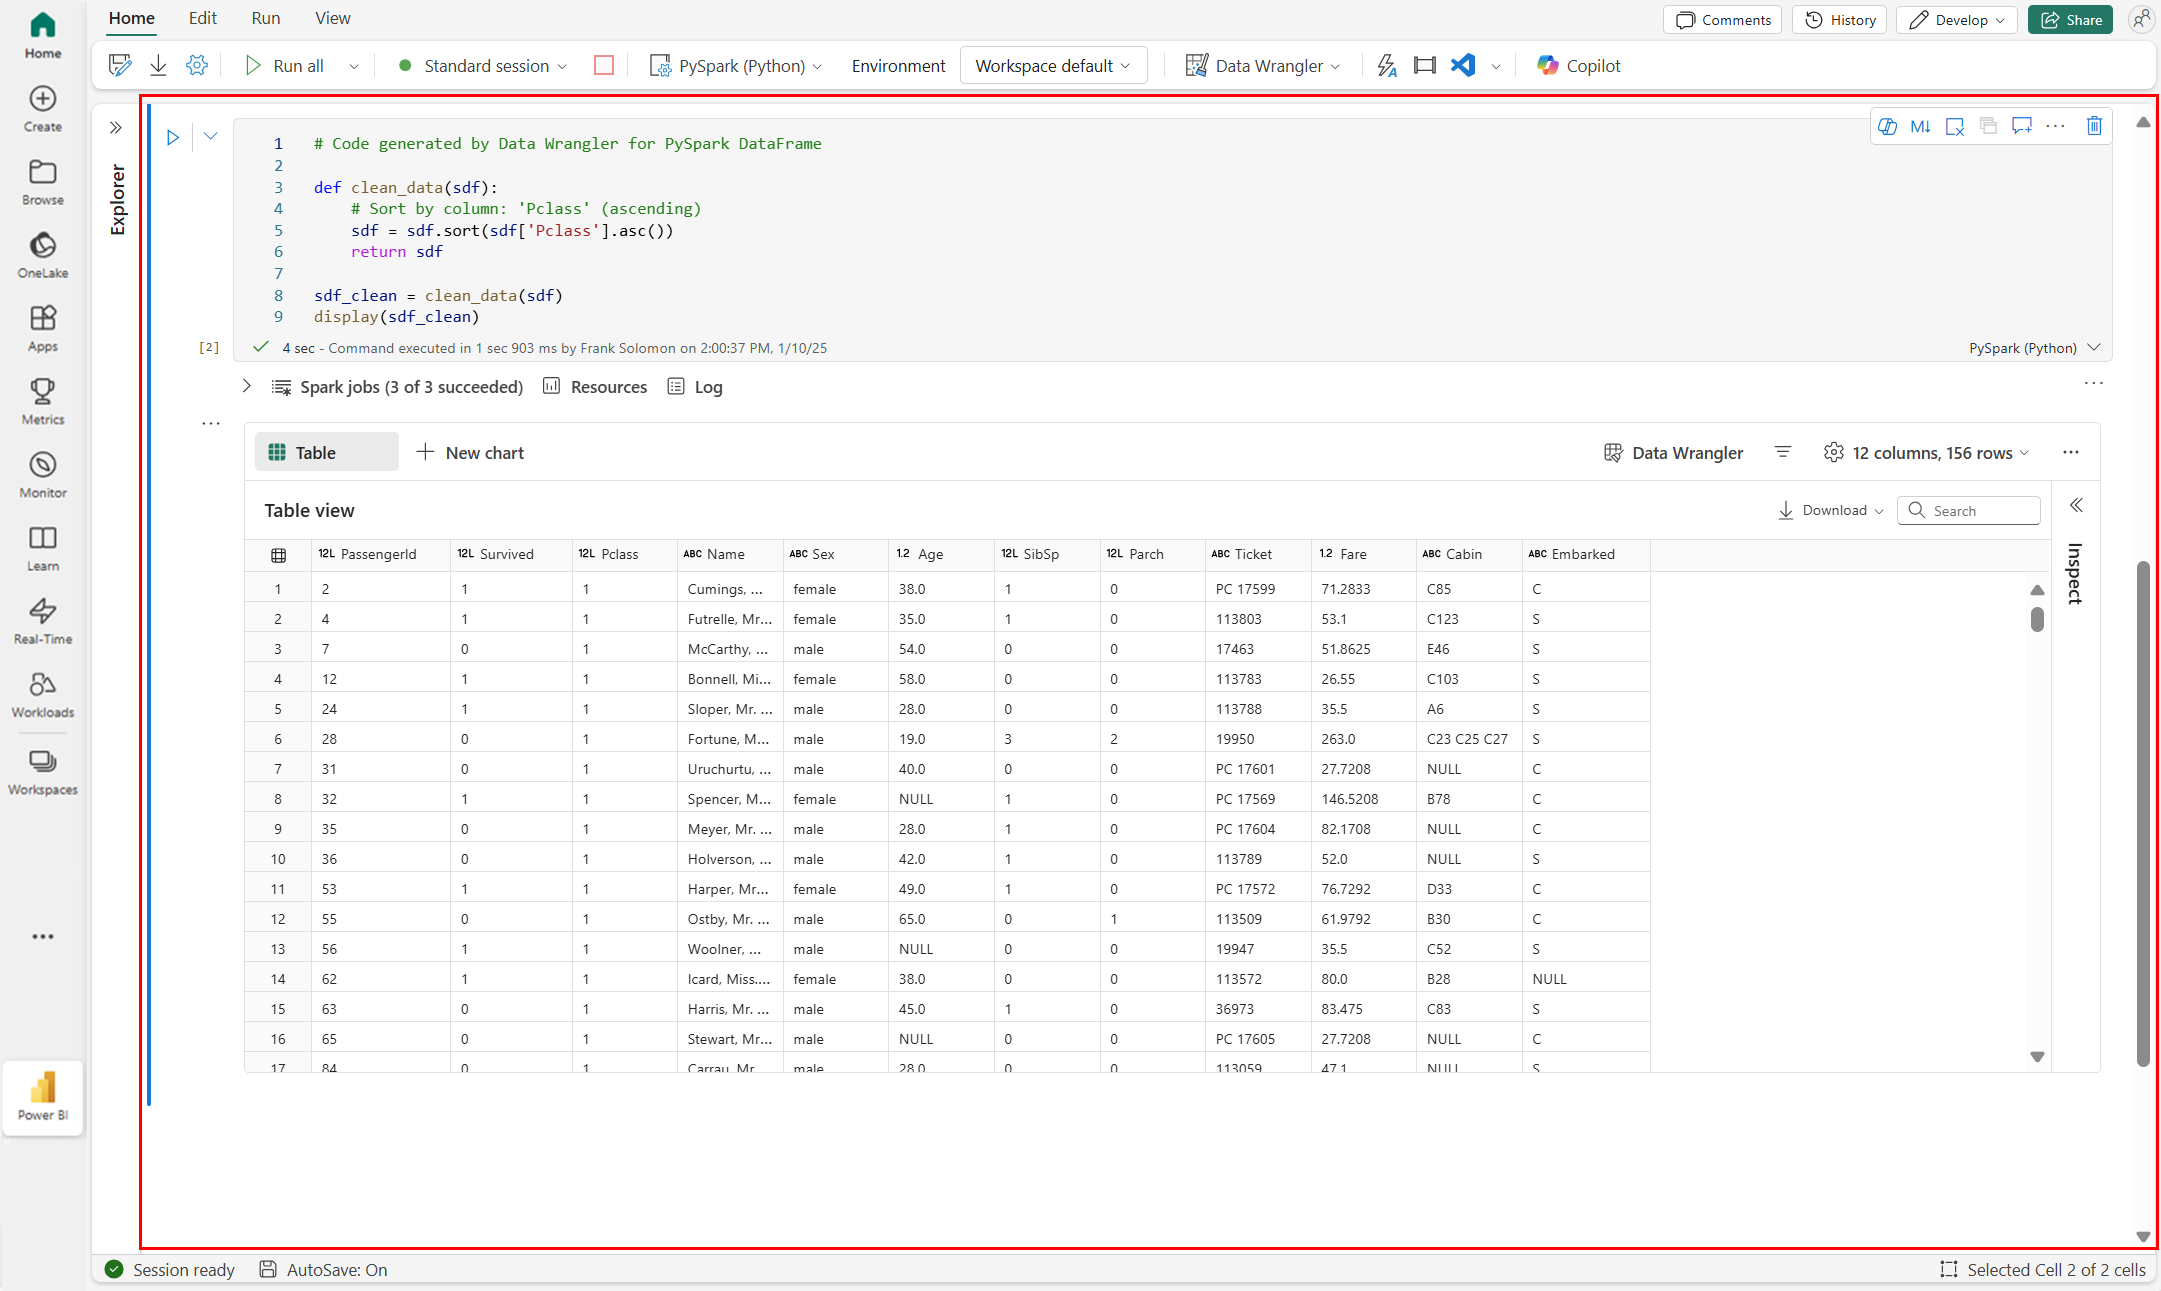 Home Edit Run View Comments History Develop Share
Run all Standard session PySpark (Python) Environment Workspace default Data Wrangler Copilot
Home
Create
Browse
OneLake
Apps
Metrics
Monitor
Learn
Real-Time
Workloads
Workspaces
Power BI
Explorer
M↓
1 # Code generated by Data Wrangler for PySpark DataFrame
2
3 def clean_data(sdf):
4 # Sort by column: 'Pclass' (ascending)
5 sdf = sdf.sort(sdf['Pclass'].asc())
6 return sdf
7
8 sdf_clean = clean_data(sdf)
9 display(sdf_clean)
[2] 4 sec - Command executed in 1 sec 903 ms by Frank Solomon on 2:00:37 PM, 1/10/25 PySpark (Python)
Spark jobs (3 of 3 succeeded) Resources Log
Table New chart Data Wrangler 12 columns, 156 rows
Table view Download Search
Inspect
12L PassengerId 12L Survived 12L Pclass ABC Name ABC Sex 1.2 Age 12L SibSp 12L Parch ABC Ticket 1.2 Fare ABC Cabin ABC Embarked
1 2 1 1 Cumings, ... female 38.0 1 0 PC 17599 71.2833 C85 C
2 4 1 1 Futrelle, Mr... female 35.0 1 0 113803 53.1 C123 S
3 7 0 1 McCarthy, ... male 54.0 0 0 17463 51.8625 E46 S
4 12 1 1 Bonnell, Mi... female 58.0 0 0 113783 26.55 C103 S
5 24 1 1 Sloper, Mr. ... male 28.0 0 0 113788 35.5 A6 S
6 28 0 1 Fortune, M... male 19.0 3 2 19950 263.0 C23 C25 C27 S
7 31 0 1 Uruchurtu, ... male 40.0 0 0 PC 17601 27.7208 NULL C
8 32 1 1 Spencer, M... female NULL 1 0 PC 17569 146.5208 B78 C
9 35 0 1 Meyer, Mr. ... male 28.0 1 0 PC 17604 82.1708 NULL C
10 36 0 1 Holverson, ... male 42.0 1 0 113789 52.0 NULL S
11 53 1 1 Harper, Mr... female 49.0 1 0 PC 17572 76.7292 D33 C
12 55 0 1 Ostby, Mr. ... male 65.0 0 1 113509 61.9792 B30 C
13 56 1 1 Woolner, ... male NULL 0 0 19947 35.5 C52 S
14 62 1 1 Icard, Miss.... female 38.0 0 0 113572 80.0 B28 NULL
15 63 0 1 Harris, Mr. ... male 45.0 1 0 36973 83.475 C83 S
16 65 0 1 Stewart, Mr... male NULL 0 0 PC 17605 27.7208 NULL C
17 84 0 1 Carrau, Mr male 28.0 0 0 113059 47.1 NULL S
Session ready AutoSave: On Selected Cell 2 of 2 cells